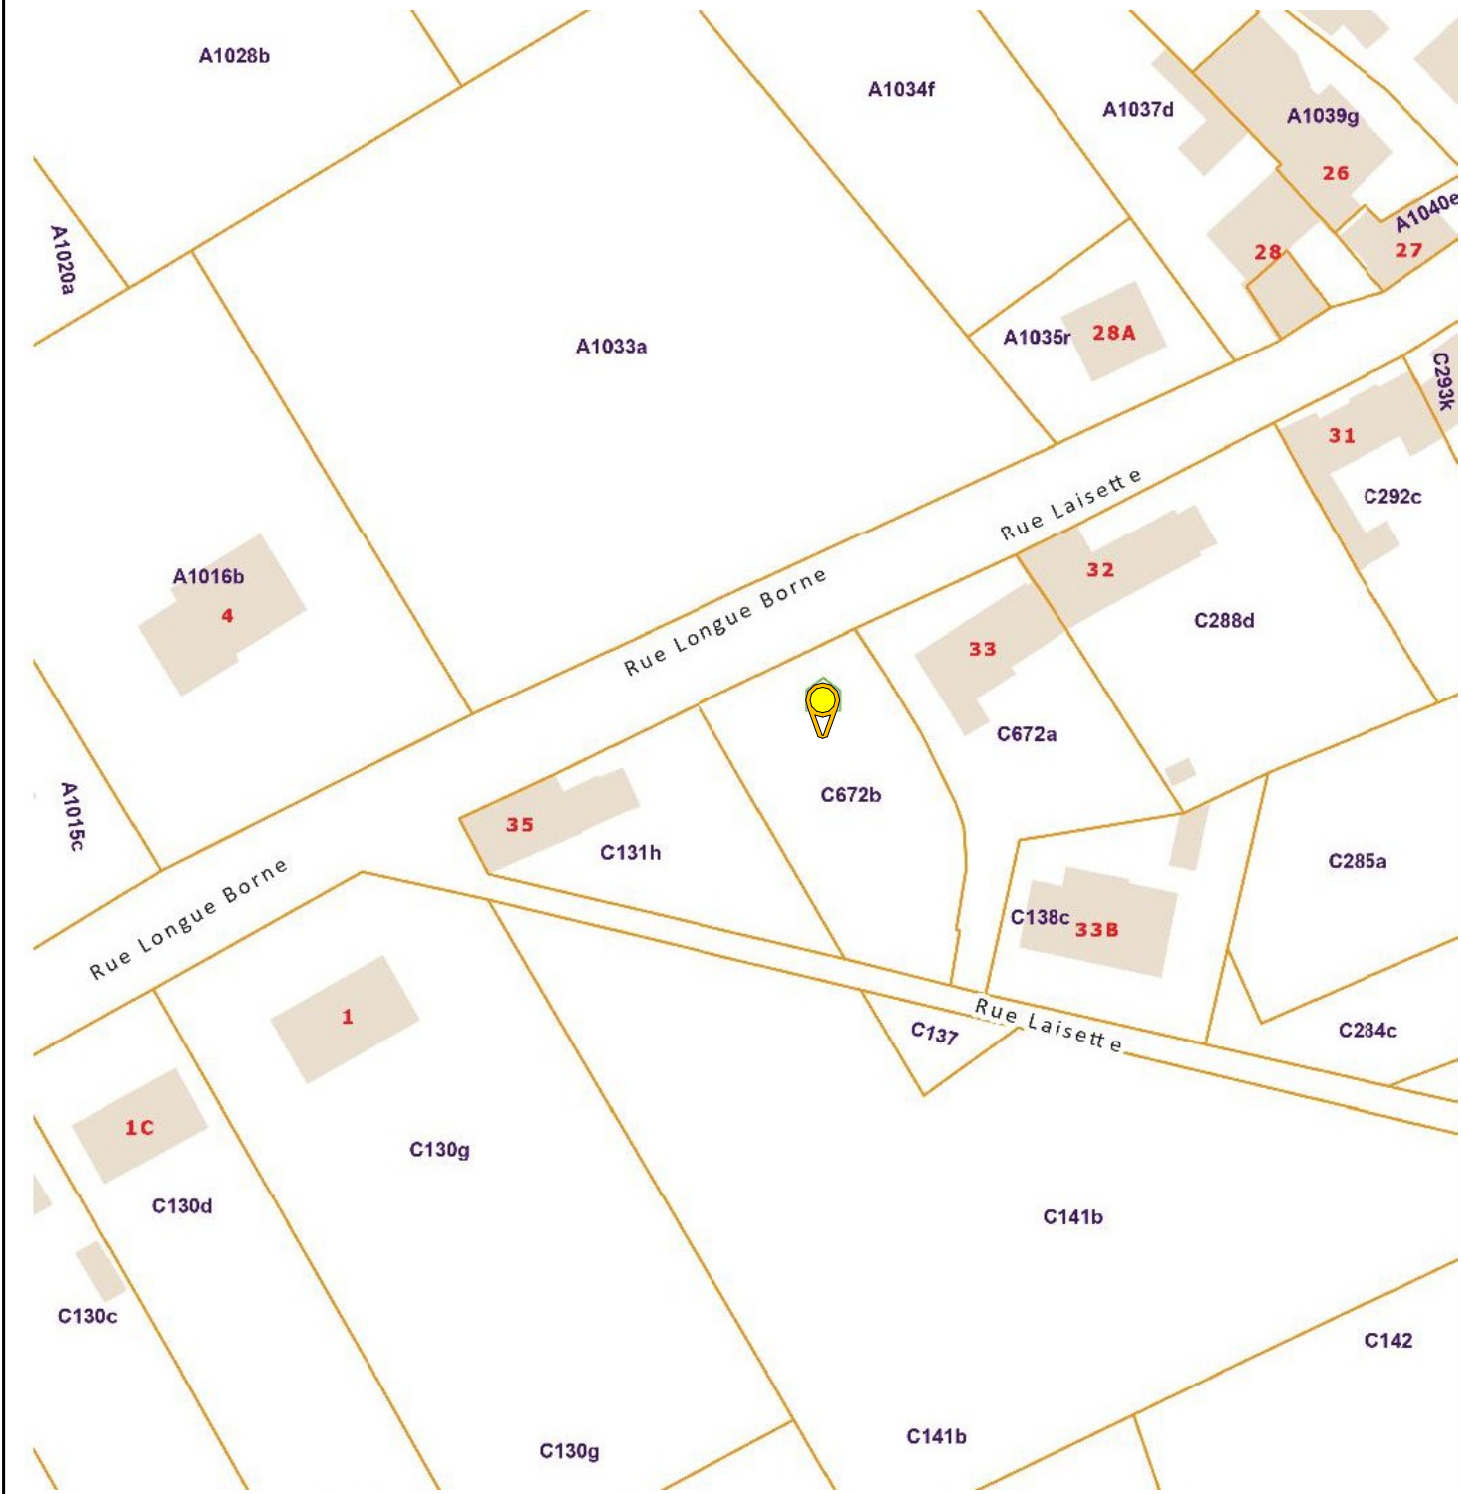 A1028b
A1034f
A1037d
A1039g
26
A1040e
27
28
A1020a
A1035r
28A
A1033a
C293k
31
C292c
Rue Laisette
32
A1016b
4
Rue Longue Borne
C288d
33
C672a
C672b
A1015c
35
C131h
C285a
Rue Longue Borne
C138c
33B
1
Rue Laisette
C137
C284c
1C
C130g
C130d
C141b
C130c
C142
C141b
C130g